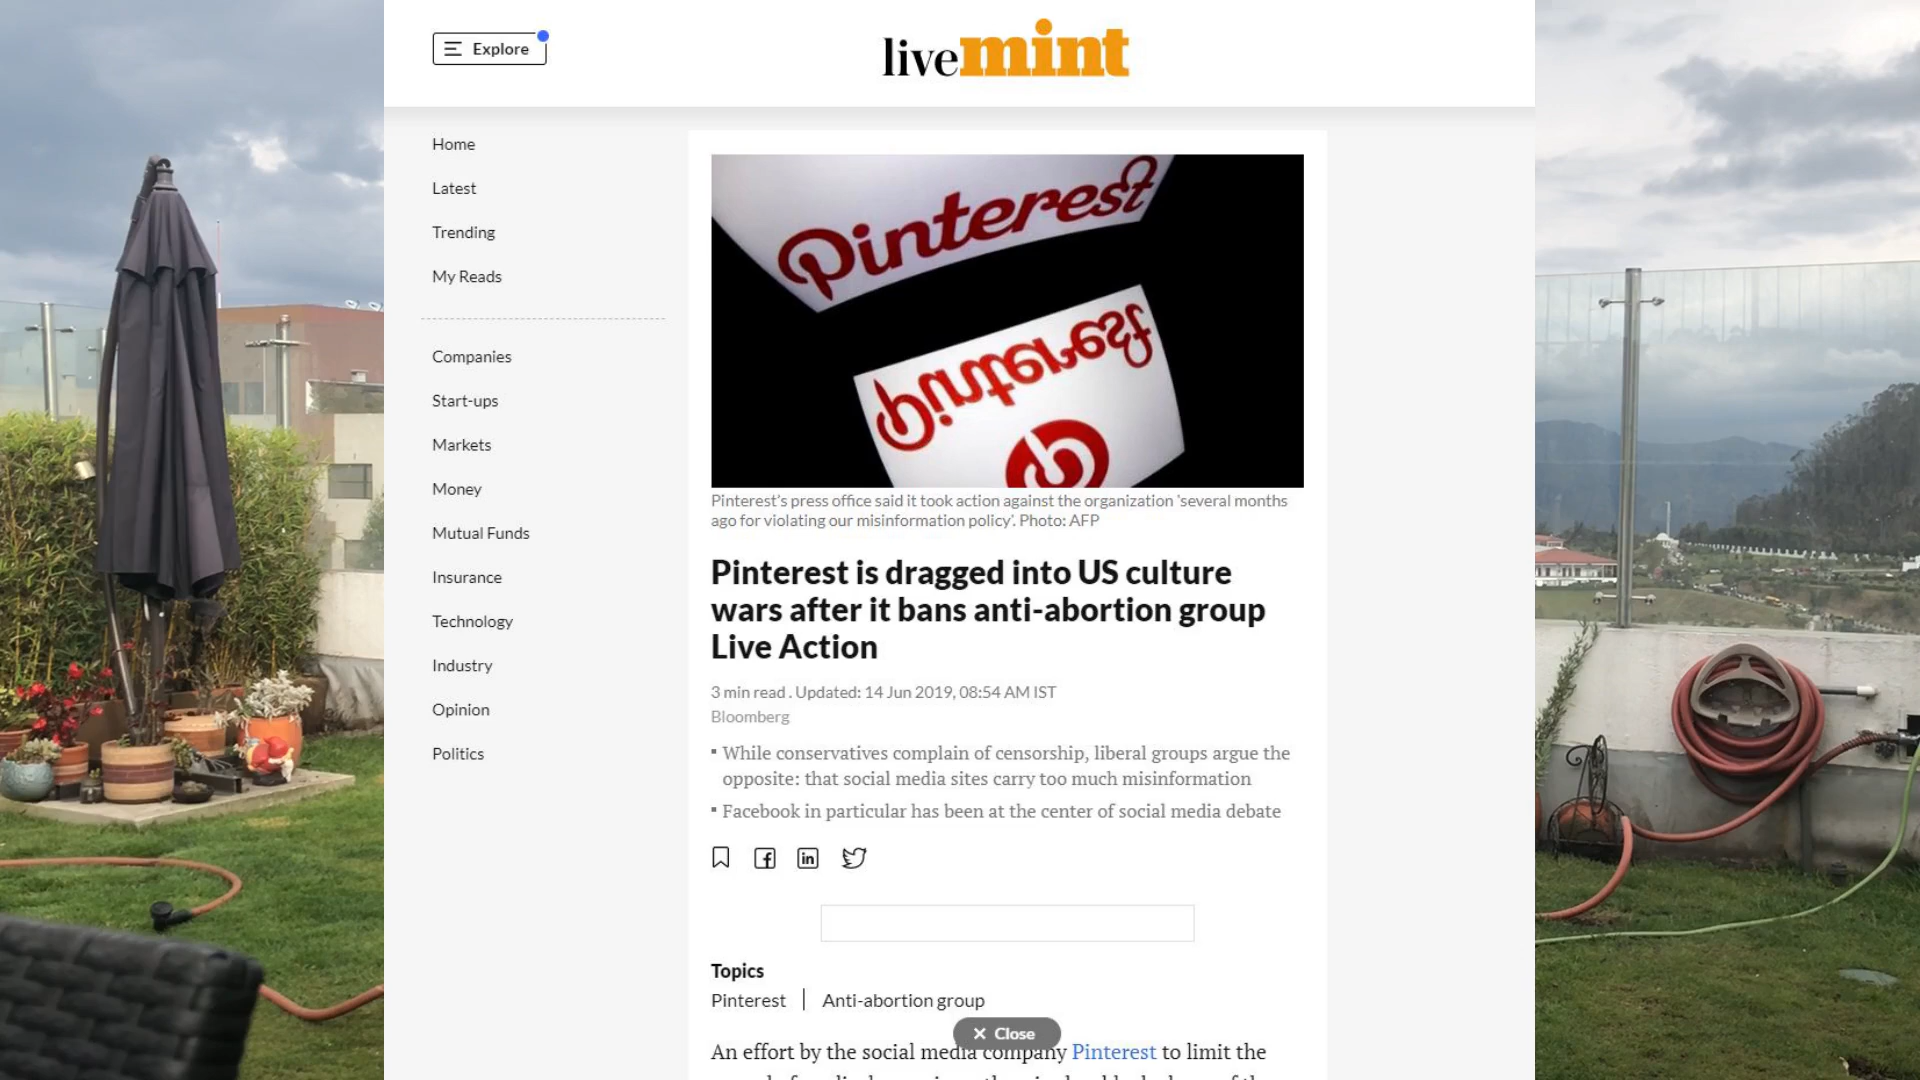 Explore
livemint
Home
Latest
Trending
My Reads
Companies
Start-ups
Markets
Money
Mutual Funds
Insurance
Technology
Industry
Opinion
Politics
Pinterest
Pinterest
Pinterest's press office said it took action against the organization 'several months
ago for violating our misinformation policy'. Photo: AFP
Pinterest is dragged into US culture
wars after it bans anti-abortion group
Live Action
3 min read . Updated: 14 Jun 2019, 08:54 AM IST
Bloomberg
▪ While conservatives complain of censorship, liberal groups argue the
opposite: that social media sites carry too much misinformation
▪ Facebook in particular has been at the center of social media debate
Topics
Pinterest | Anti-abortion group
✕ Close
An effort by the social media company Pinterest to limit the